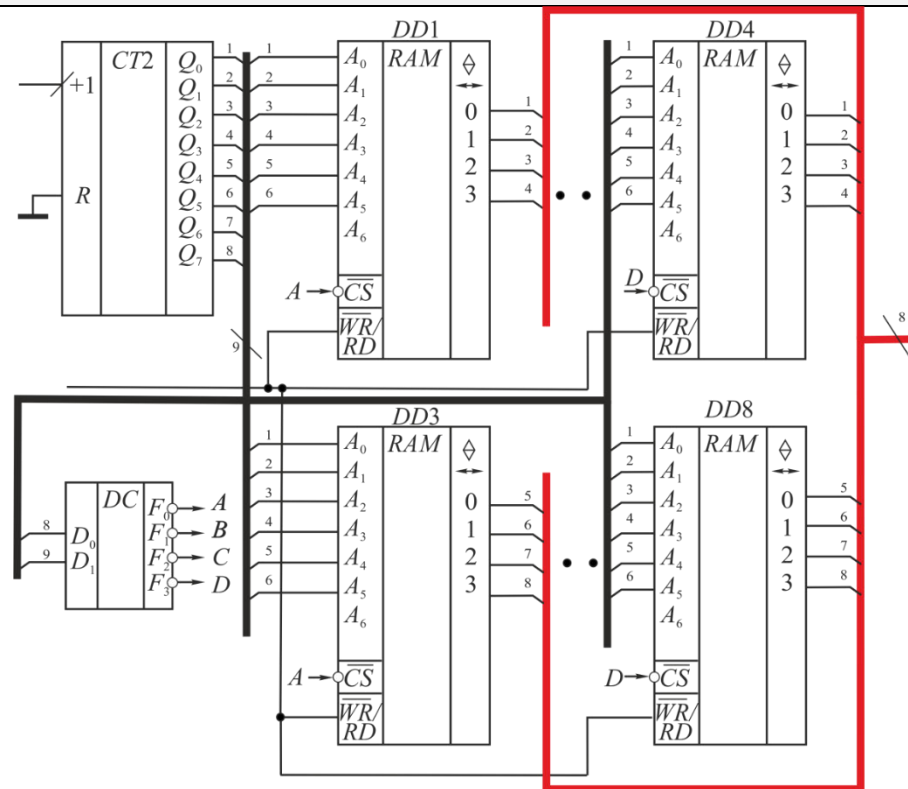 CT2
+1
R
Q0 1
Q1 2
Q2 3
Q3 4
Q4 5
Q5 6
Q6 7
Q7 8
9
DD1
RAM
1 A0
2 A1
3 A2
4 A3
5 A4
6 A5
A6
0 1
1 2
2 3
3 4
A CS
WR/
RD
DD4
RAM
1 A0
2 A1
3 A2
4 A3
5 A4
6 A5
A6
0 1
1 2
2 3
3 4
D CS
WR/
RD
8
DC
8 D0
9 D1
F0 A
F1 B
F2 C
F3 D
DD3
RAM
1 A0
2 A1
3 A2
4 A3
5 A4
6 A5
A6
0 5
1 6
2 7
3 8
A CS
WR/
RD
DD8
RAM
1 A0
2 A1
3 A2
4 A3
5 A4
6 A5
A6
0 5
1 6
2 7
3 8
D CS
WR/
RD